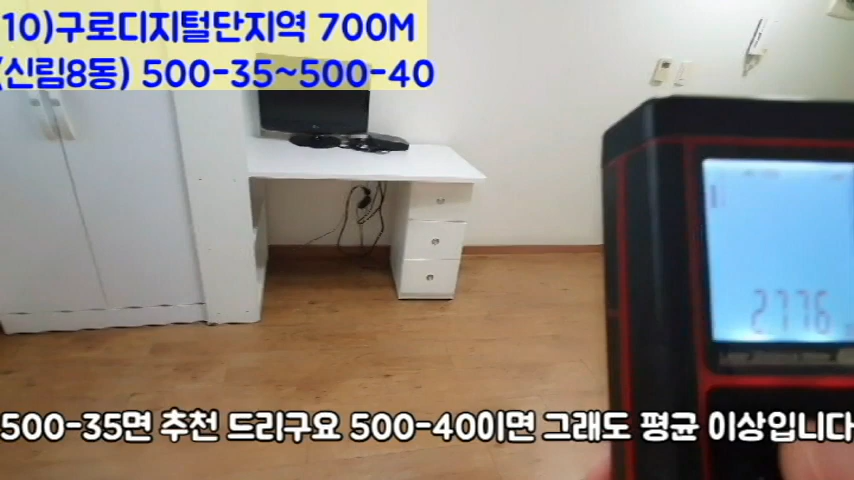 10)구로디지털단지역 700M
(신림8동) 500-35~500-40
2776
500-35면 추천 드리구요 500-40이면 그래도 평균 이상입니다